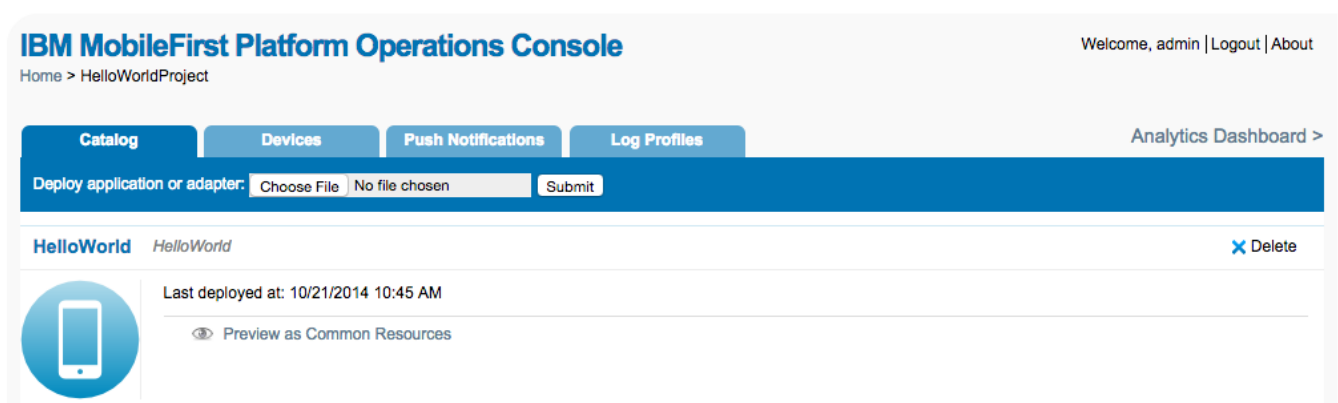 IBM MobileFirst Platform Operations Console
Welcome, admin | Logout | About
Home > HelloWorldProject
Catalog Devices Push Notifications Log Profiles Analytics Dashboard >
Deploy application or adapter: Choose File No file chosen Submit
HelloWorld HelloWorld Delete
Last deployed at: 10/21/2014 10:45 AM
Preview as Common Resources